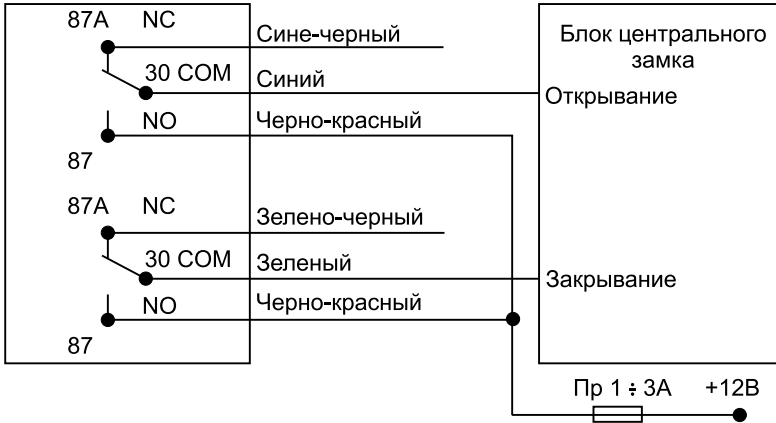 87A NC
Сине-черный
30 COM
Синий
NO
Черно-красный
87
87A NC
Зелено-черный
30 COM
Зеленый
NO
Черно-красный
87
Блок центрального
замка
Открывание
Закрывание
Пр 1 ÷ 3А +12В